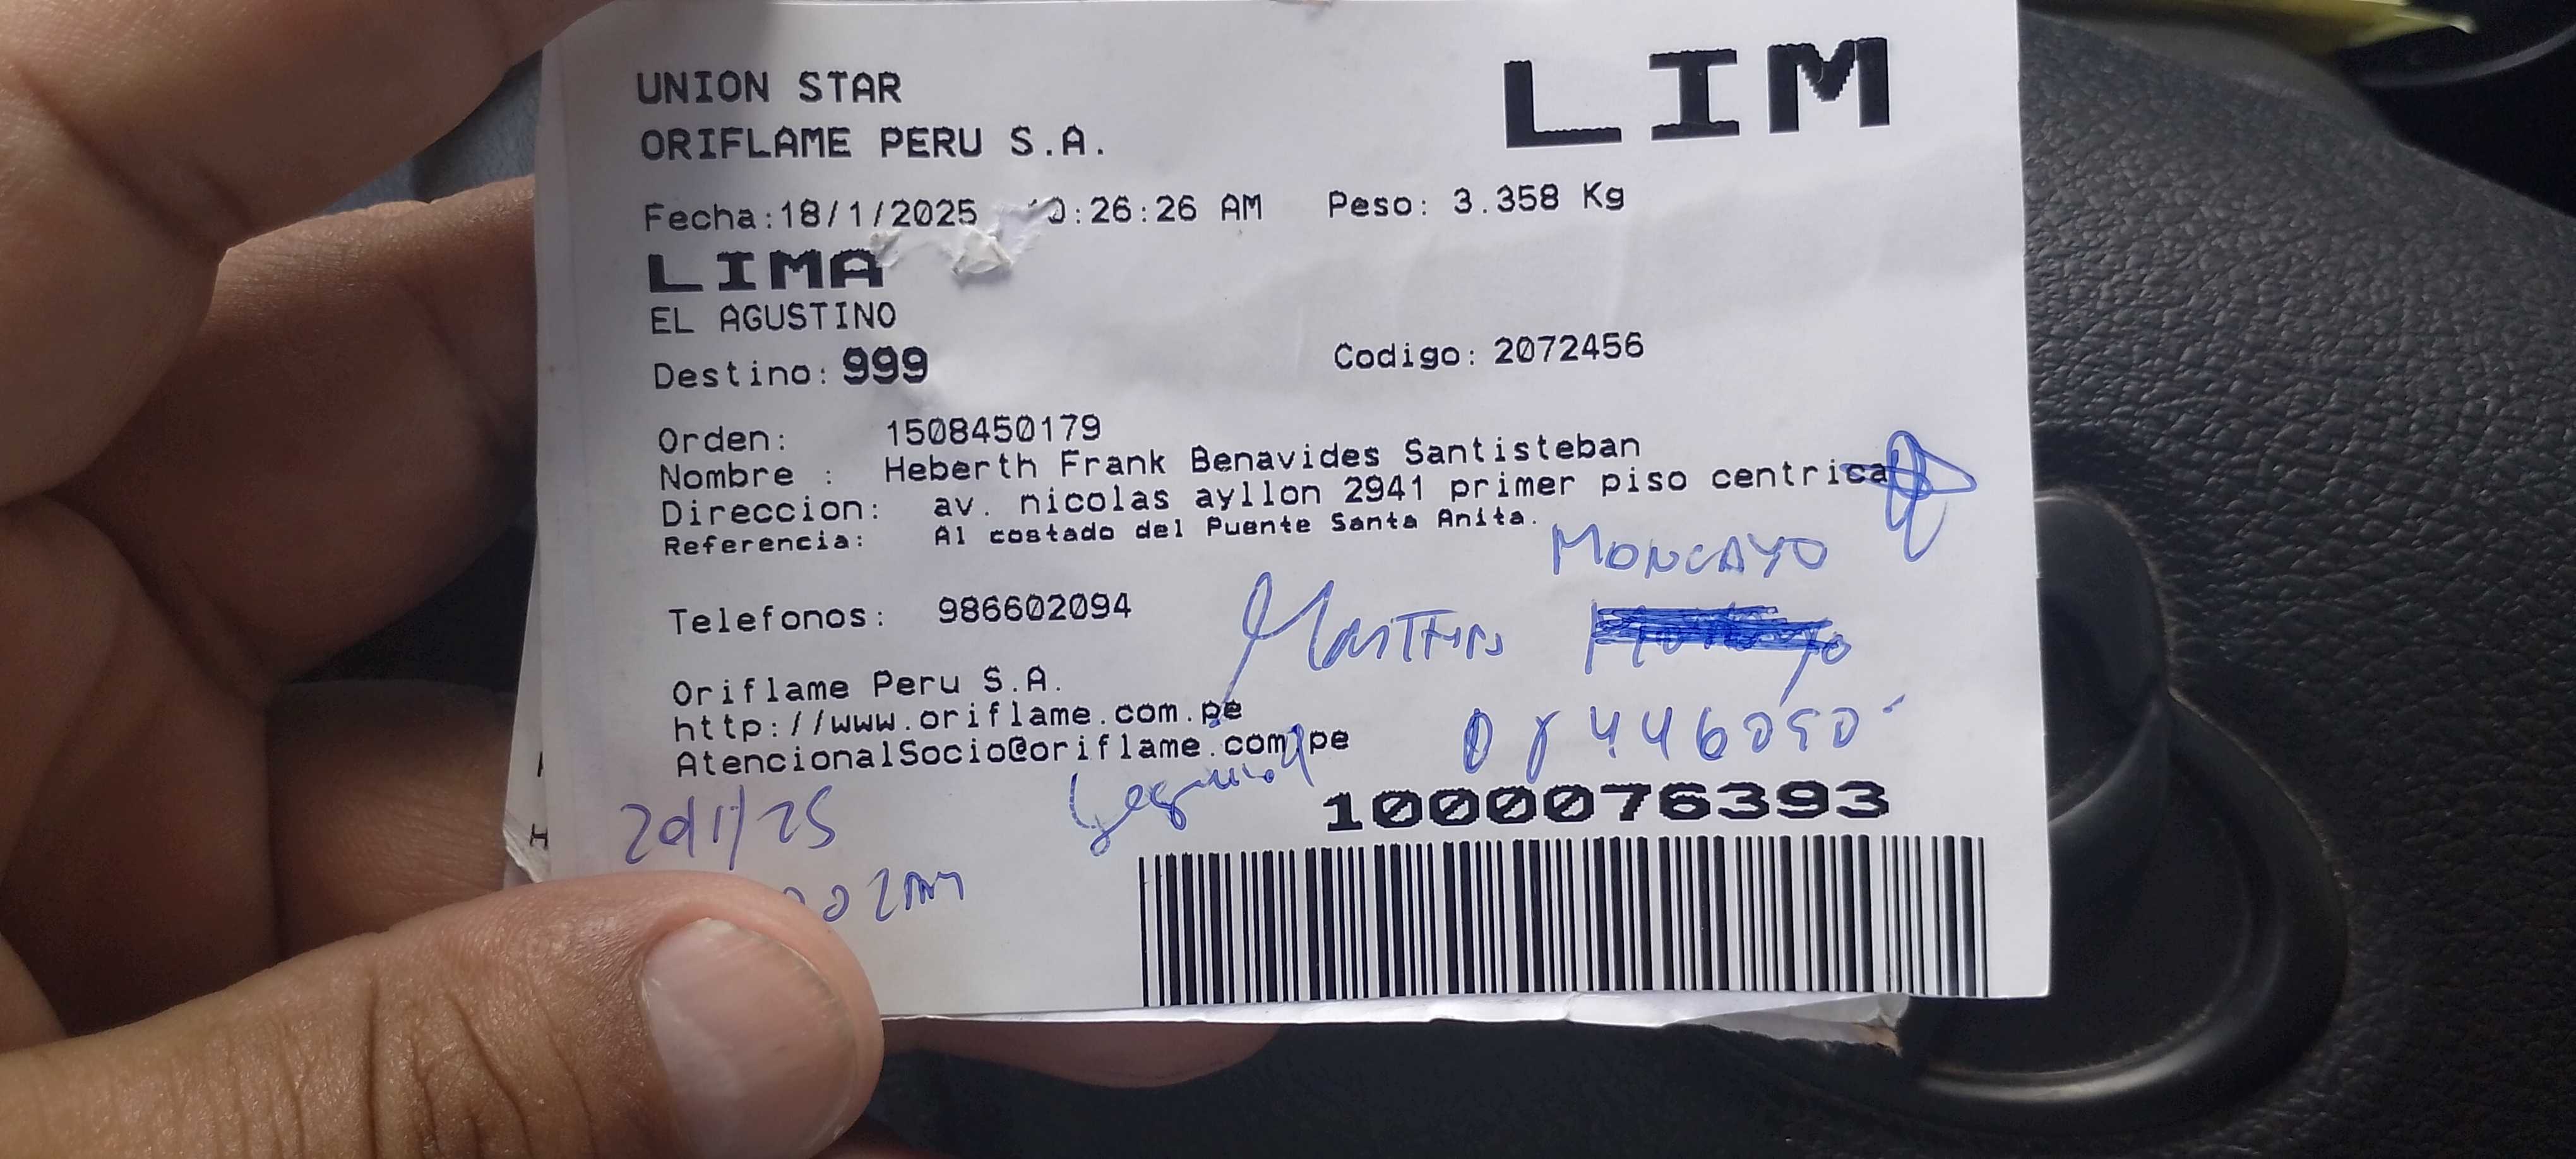 UNION STAR
LIM
ORIFLAME PERU S.A.
Fecha:18/1/2025 0:26:26 AM Peso: 3.358 Kg
LIMA
EL AGUSTINO
Destino: 999 Codigo: 2072456
Orden: 1508450179
Nombre : Heberth Frank Benavides Santisteban
Direccion: av. nicolas ayllon 2941 primer piso centrica
Referencia: Al costado del Puente Santa Anita.
MONCAYO
Telefonos: 986602094
Oriflame Peru S.A.
http://www.oriflame.com.pe
AtencionalSocio@oriflame.com.pe
1000076393